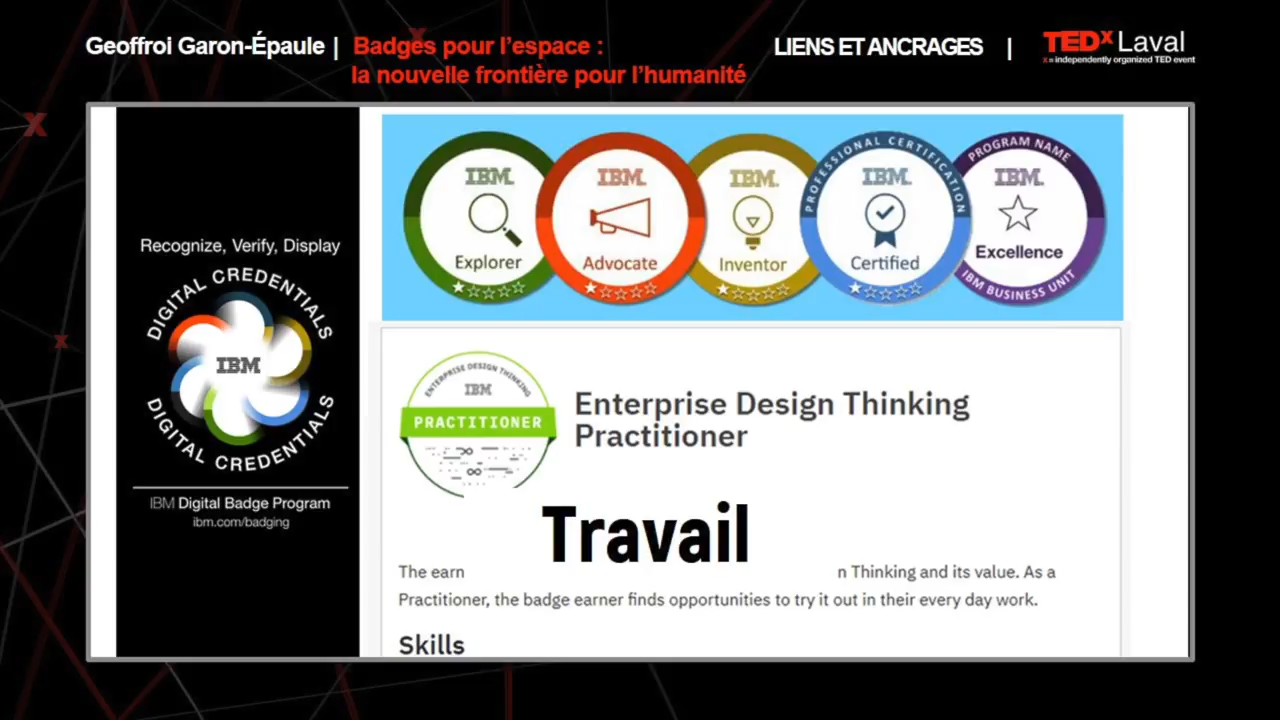 Geoffroi Garon-Épaule | Badges pour l'espace :
la nouvelle frontière pour l'humanité
LIENS ET ANCRAGES |
TEDx Laval
x = independently organized TED event
Recognize, Verify, Display
DIGITAL CREDENTIALS
IBM
DIGITAL CREDENTIALS
IBM Digital Badge Program
ibm.com/badging
IBM.
Explorer
IBM.
Advocate
IBM.
Inventor
PROFESSIONAL CERTIFICATION
IBM.
Certified
PROGRAM NAME
IBM.
Excellence
IBM BUSINESS UNIT
ENTERPRISE DESIGN THINKING
IBM
PRACTITIONER
Enterprise Design Thinking
Practitioner
Travail
The earn n Thinking and its value. As a
Practitioner, the badge earner finds opportunities to try it out in their every day work.
Skills